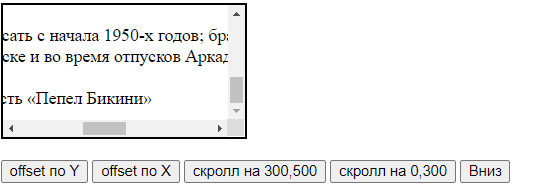 сать с начала 1950-х годов; бра
ске и во время отпусков Аркад
сть «Пепел Бикини»
offset по Y offset по X скролл на 300,500 скролл на 0,300 Вниз